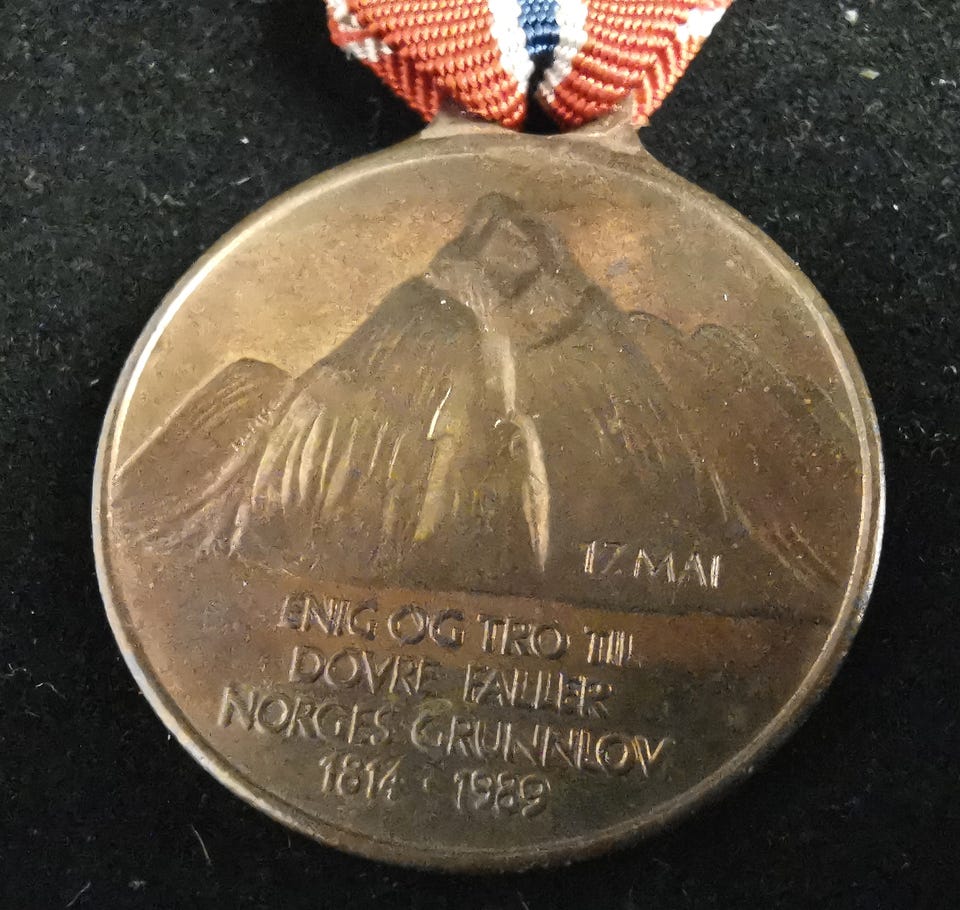 17. MAI
ENIG OG TRO TIL
DOVRE FALLER
NORGES GRUNNLOV
1814 · 1989